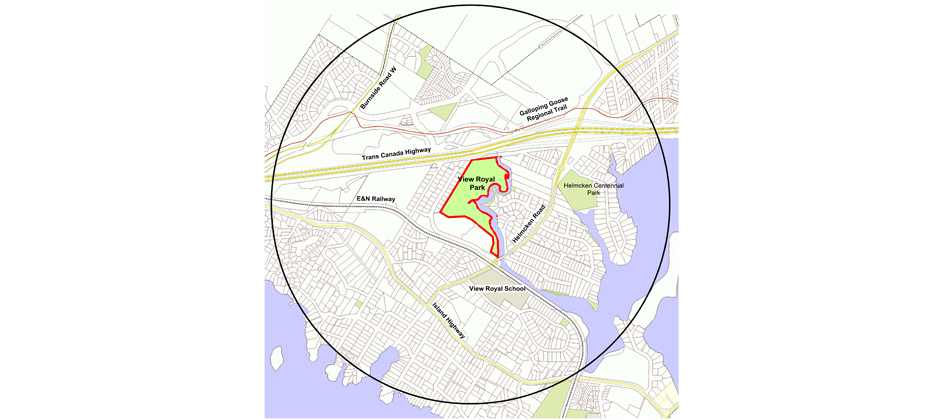 Burnside Road W
Galloping Goose
Regional Trail
Trans Canada Highway
View Royal
Park
Helmcken Centennial
Park
E&N Railway
Helmcken Road
View Royal School
Island Highway